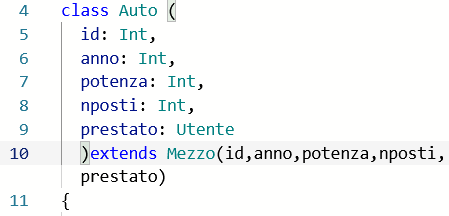 4 class Auto (
5 id: Int,
6 anno: Int,
7 potenza: Int,
8 nposti: Int,
9 prestato: Utente
10 )extends Mezzo(id,anno,potenza,nposti,
prestato)
11 {